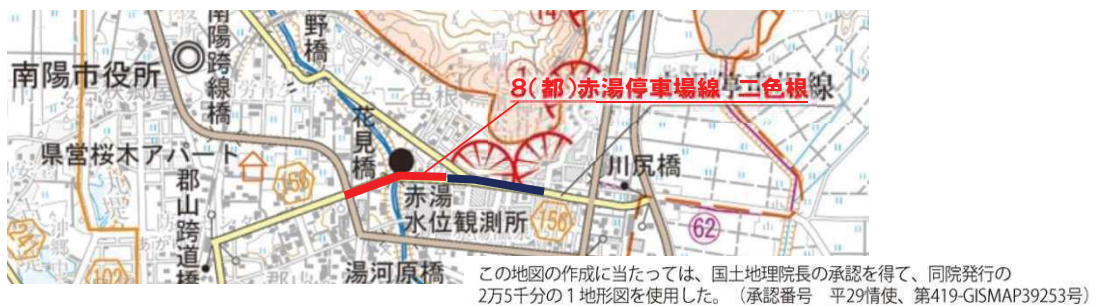 南陽市役所
南陽跨線橋
野橋
14
8(都)赤湯停車場線 二色根
二色根
花見橋
県営桜木アパート
156
郡山跨道橋
川尻橋
赤湯
水位観測所
156
62
102
湯河原橋
この地図の作成に当たっては、国土地理院長の承認を得て、同院発行の
2万5千分の1地形図を使用した。（承認番号 平29情使、第419-GISMAP39253号）